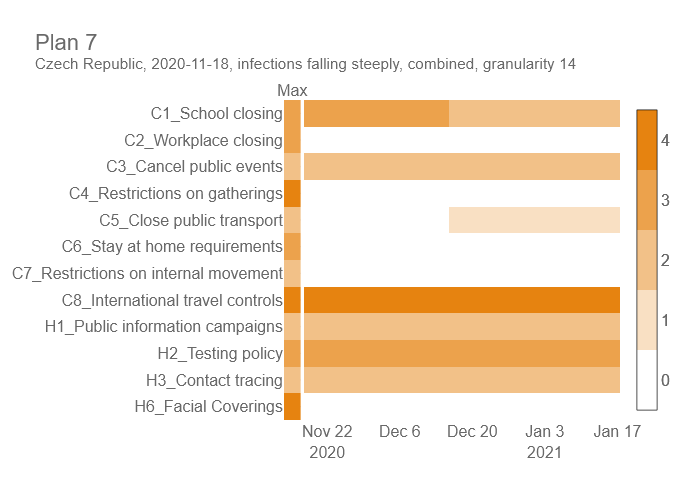 Plan 7
Czech Republic, 2020-11-18, infections falling steeply, combined, granularity 14
Max
C1_School closing
C2_Workplace closing
C3_Cancel public events
C4_Restrictions on gatherings
C5_Close public transport
C6_Stay at home requirements
C7_Restrictions on internal movement
C8_International travel controls
H1_Public information campaigns
H2_Testing policy
H3_Contact tracing
H6_Facial Coverings
4
3
2
1
0
Nov 22 Dec 6 Dec 20 Jan 3 Jan 17
2020 2021